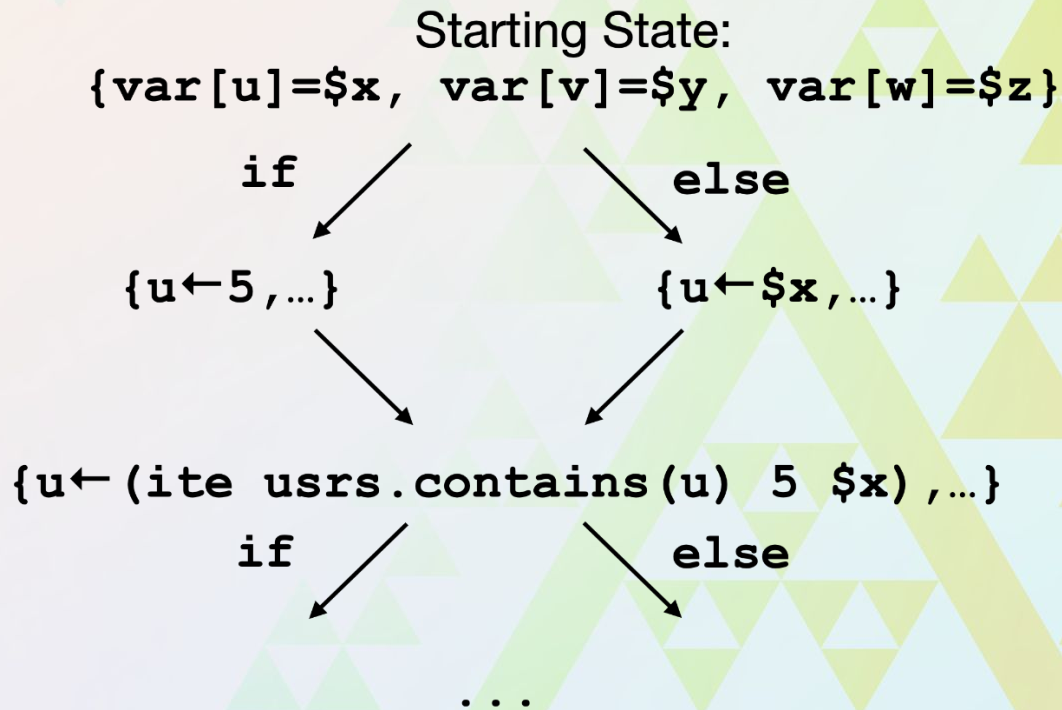 Starting State:
{var[u]=$x, var[v]=$y, var[w]=$z}
if else
{u←5,…} {u←$x,…}
{u←(ite usrs.contains(u) 5 $x),…}
if else
...